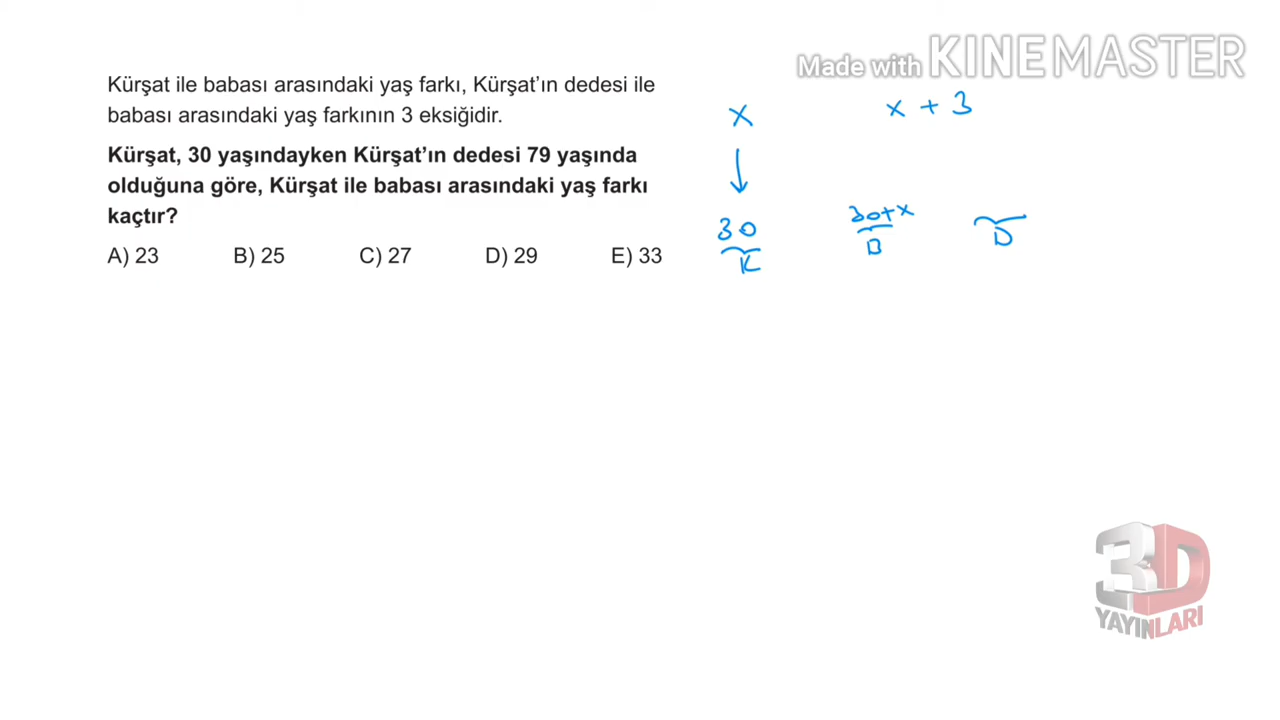 Made with KINEMASTER
Kürşat ile babası arasındaki yaş farkı, Kürşat'ın dedesi ile
babası arasındaki yaş farkının 3 eksiğidir.
Kürşat, 30 yaşındayken Kürşat'ın dedesi 79 yaşında
olduğuna göre, Kürşat ile babası arasındaki yaş farkı
kaçtır?
A) 23 B) 25 C) 27 D) 29 E) 33
x x + 3
30 30+x
K B D
3D
YAYINLARI